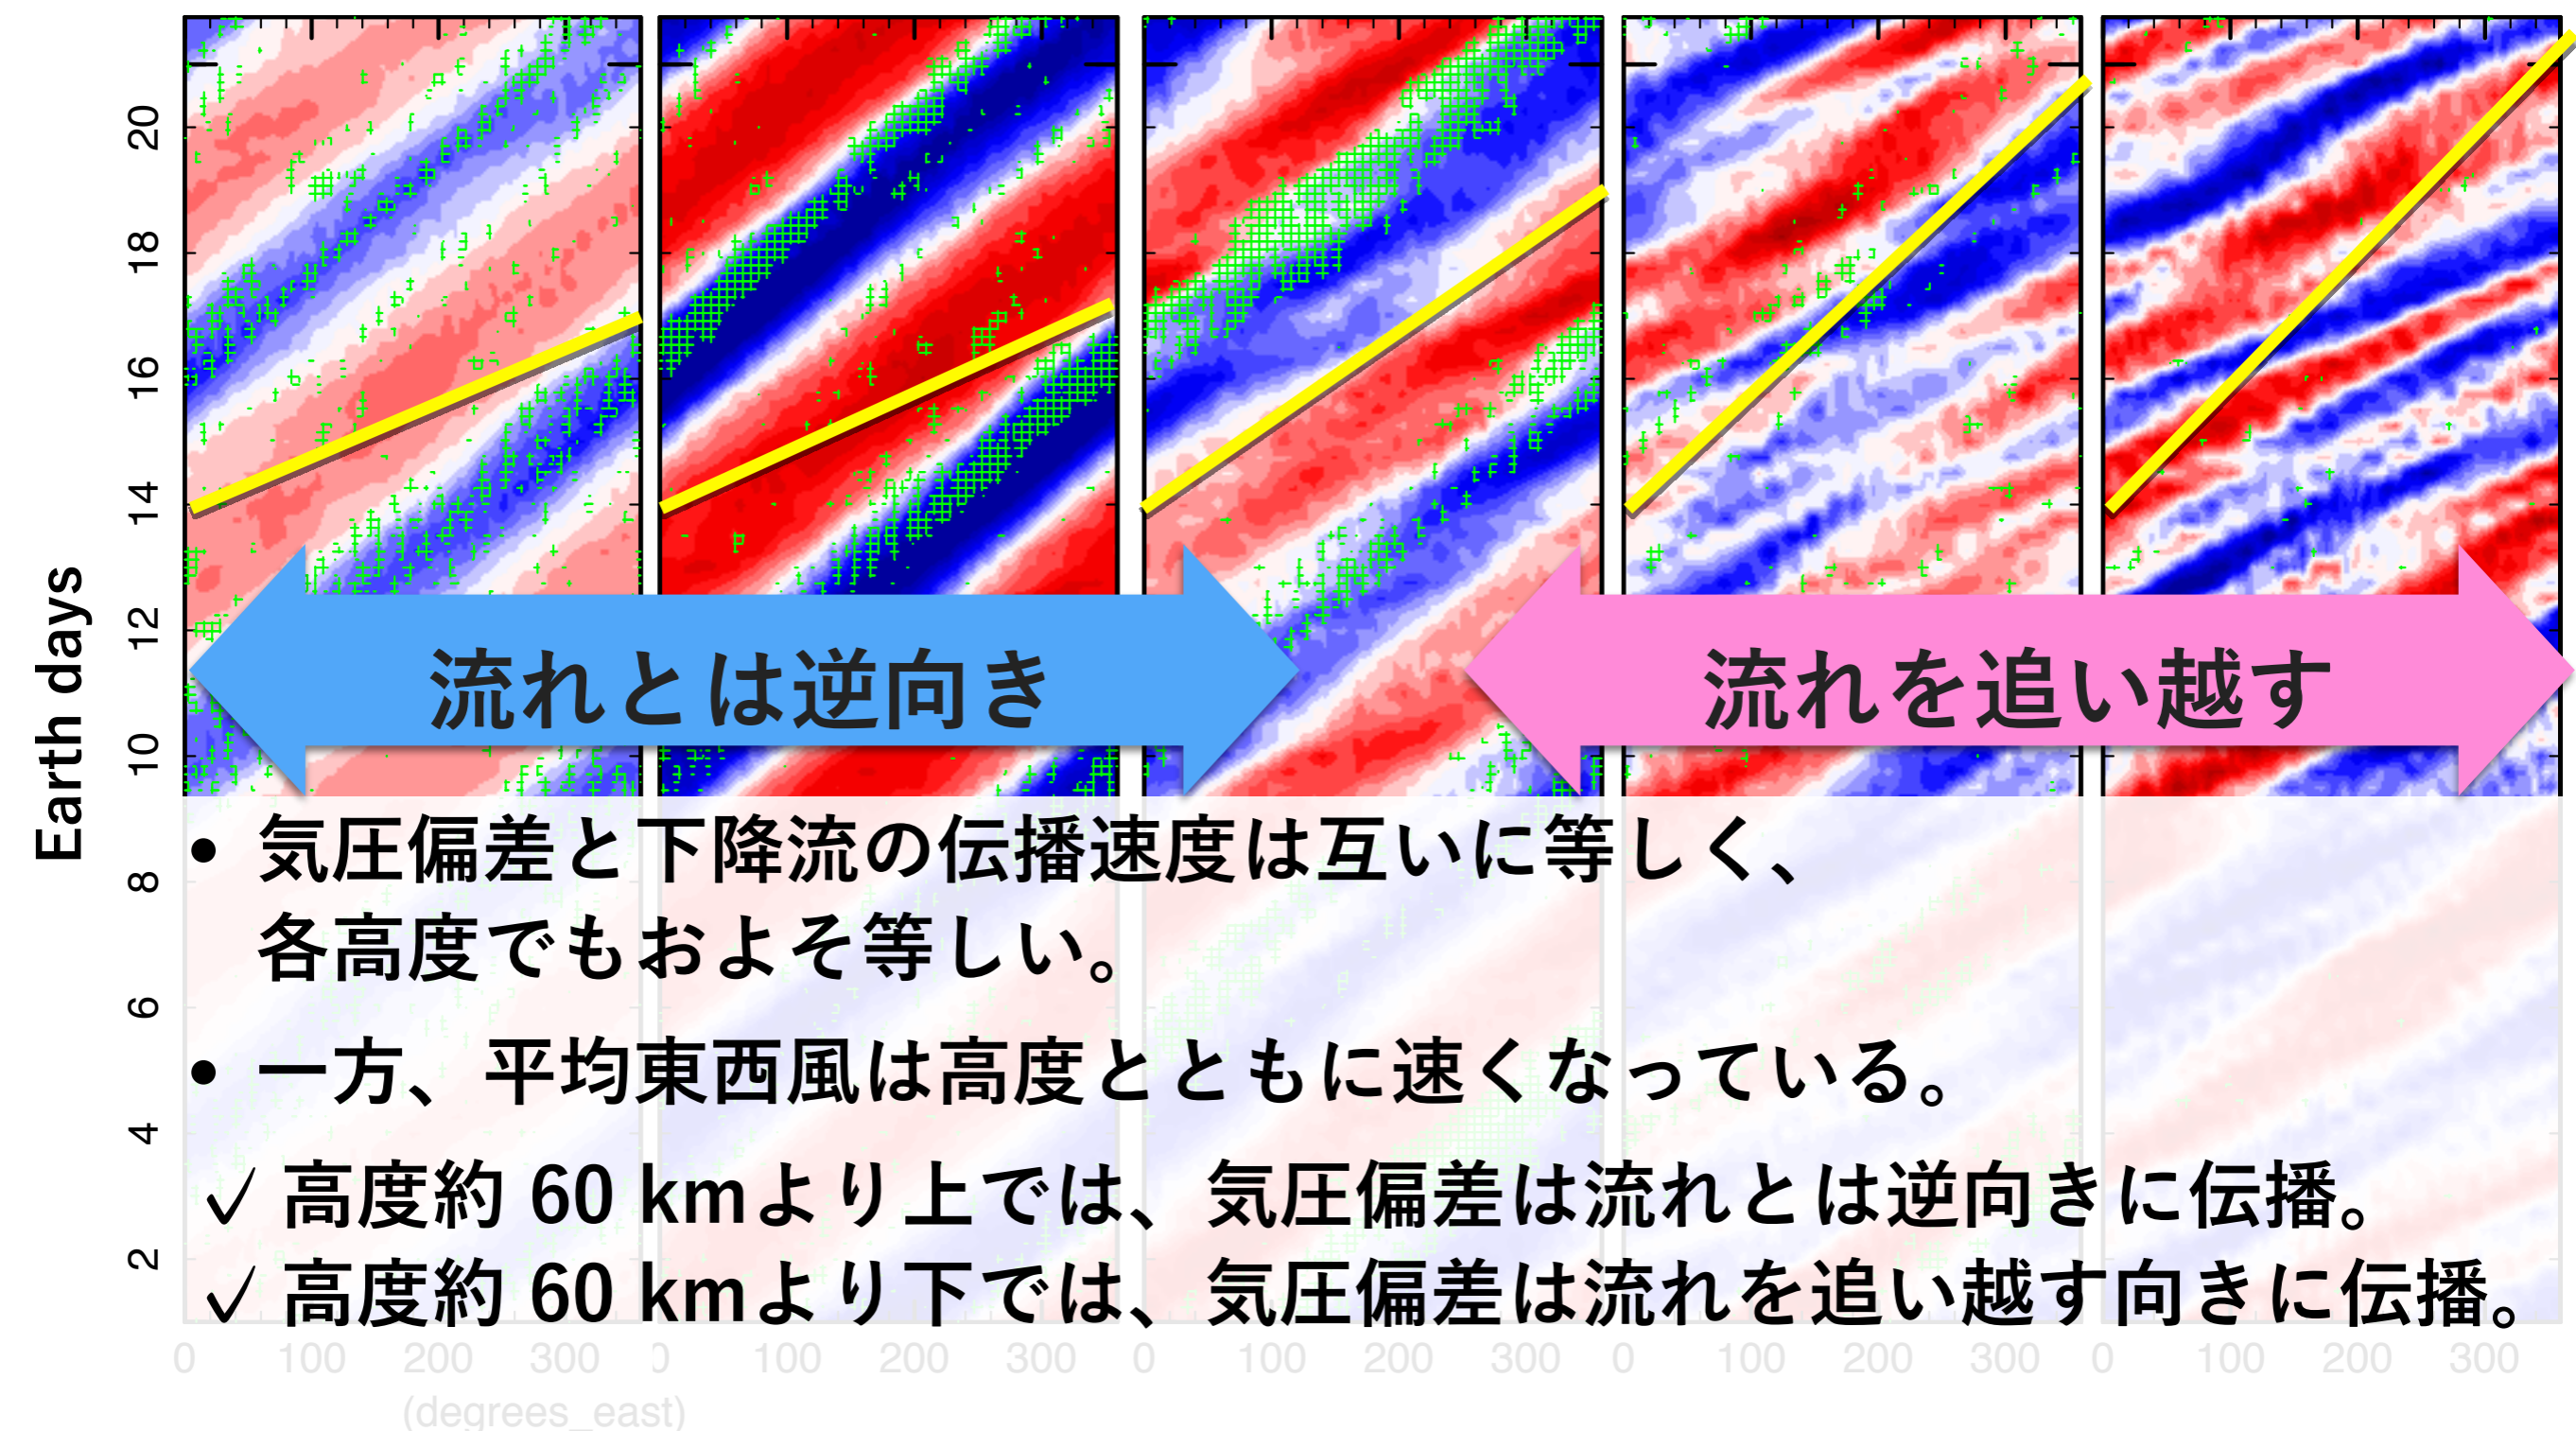 20
18
16
14
12
10
8
6
4
2
Earth days
流れとは逆向き
流れを追い越す
• 気圧偏差と下降流の伝播速度は互いに等しく、
各高度でもおよそ等しい。
• 一方、平均東西風は高度とともに速くなっている。
✓ 高度約 60 kmより上では、気圧偏差は流れとは逆向きに伝播。
✓ 高度約 60 kmより下では、気圧偏差は流れを追い越す向きに伝播。
0 100 200 300 0 100 200 300 0 100 200 300 0 100 200 300 0 100 200 300
(degrees_east)